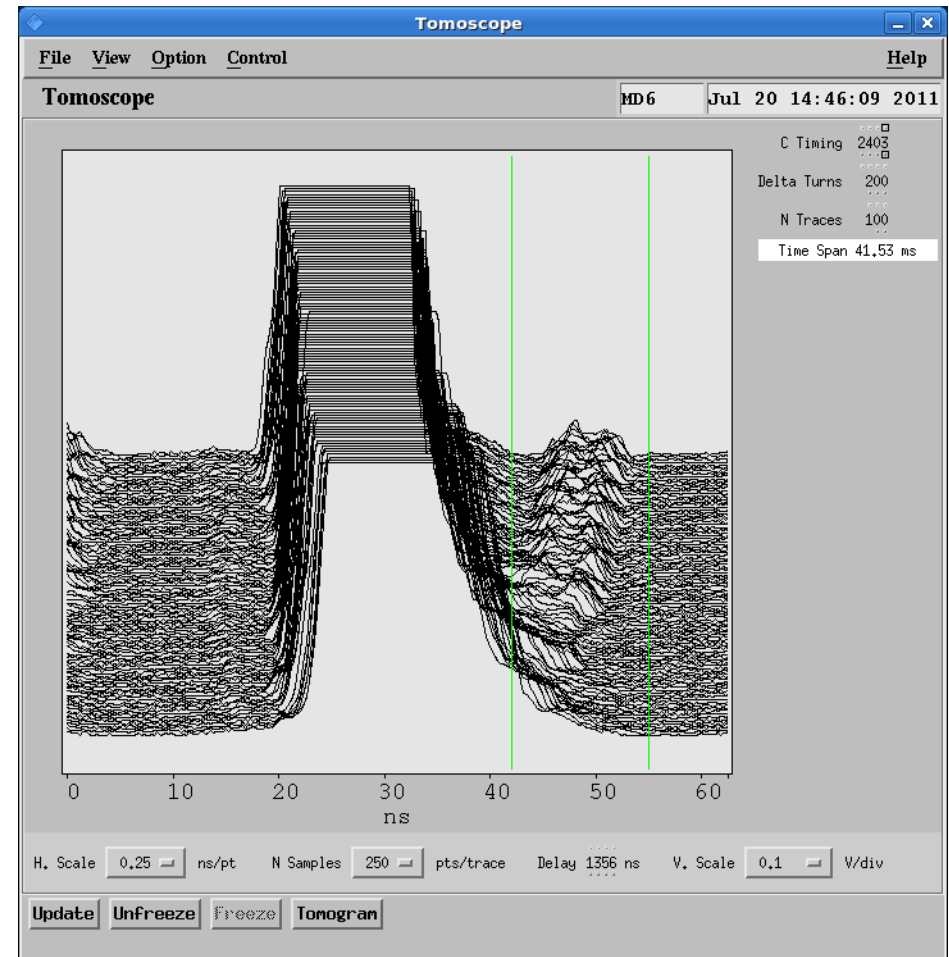 Tomoscope
File View Option Control Help
Tomoscope MD6 Jul 20 14:46:09 2011
C Timing 2403
Delta Turns 200
N Traces 100
Time Span 41.53 ms
0 10 20 30 40 50 60
ns
H. Scale 0.25 ns/pt N Samples 250 pts/trace Delay 1356 ns V. Scale 0.1 V/div
Update Unfreeze Freeze Tomogram